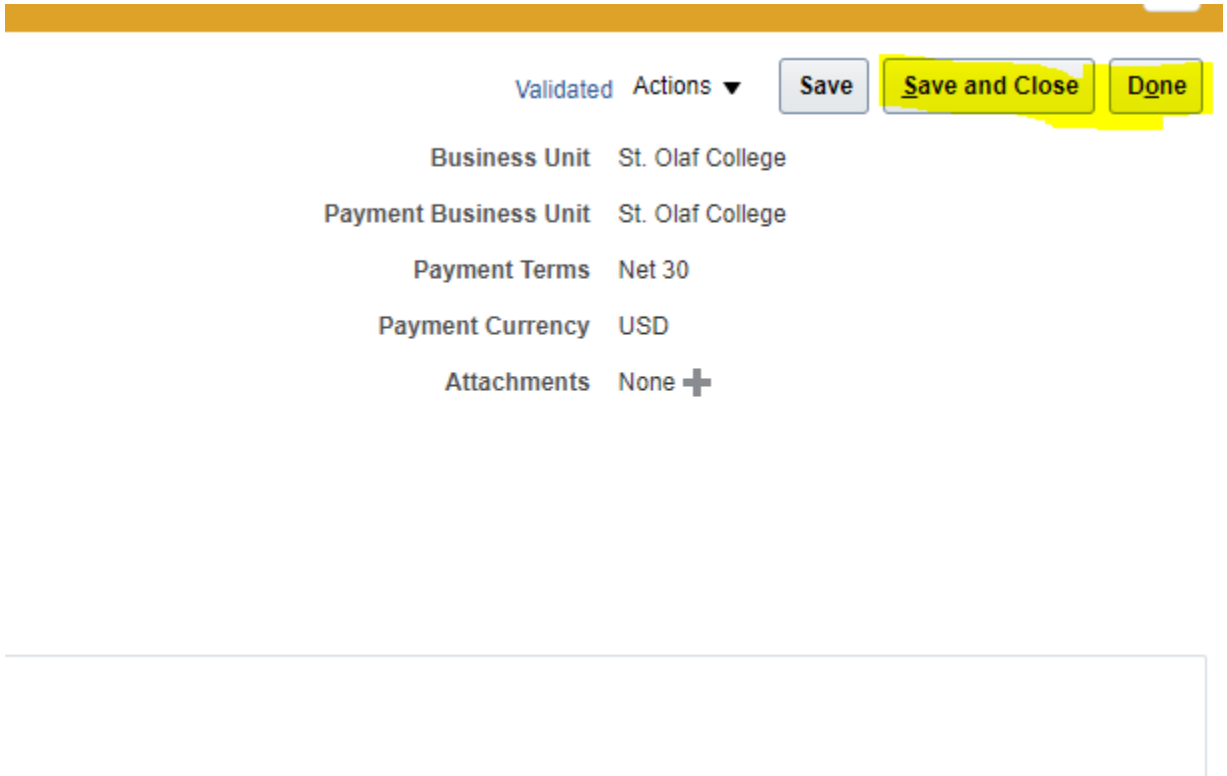 Validated Actions ▼ Save Save and Close Done
Business Unit St. Olaf College
Payment Business Unit St. Olaf College
Payment Terms Net 30
Payment Currency USD
Attachments None